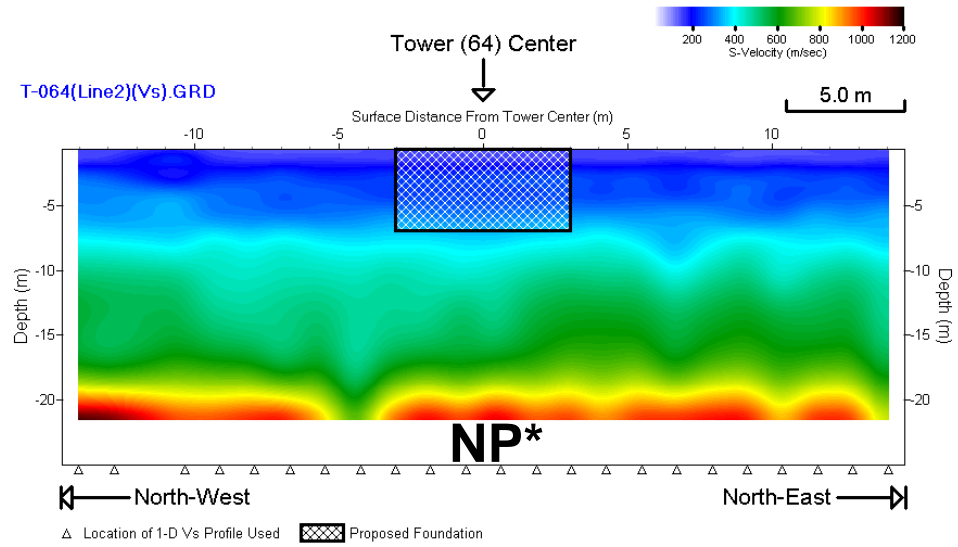 200 400 600 800 1000 1200
S-Velocity (m/sec)
Tower (64) Center
T-064(Line2)(Vs).GRD
5.0 m
Surface Distance From Tower Center (m)
-10 -5 0 5 10
-5 -5
-10 -10
Depth (m) Depth (m)
-15 -15
-20 -20
NP*
North-West North-East
Location of 1-D Vs Profile Used Proposed Foundation